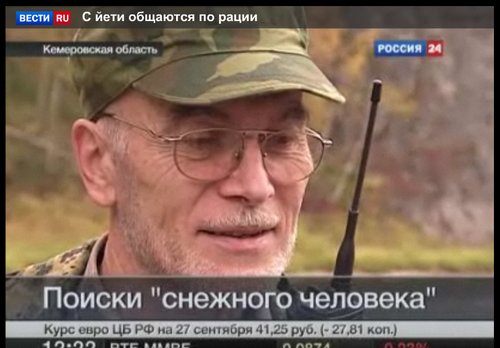 ВЕСТИ RU С йети общаются по рации
Кемеровская область РОССИЯ 24
Поиски "снежного человека"
Курс евро ЦБ РФ на 27 сентября 41,25 руб. (- 27,81 коп.)